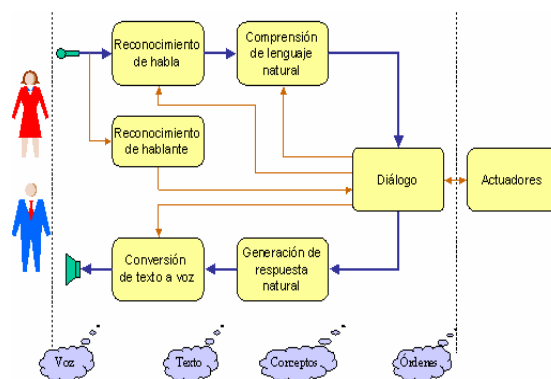 Reconocimiento
de habla
Comprensión
de lenguaje
natural
Reconocimiento
de hablante
Diálogo
Actuadores
Conversión
de texto a voz
Generación de
respuesta
natural
Voz
Texto
Conceptos
Órdenes